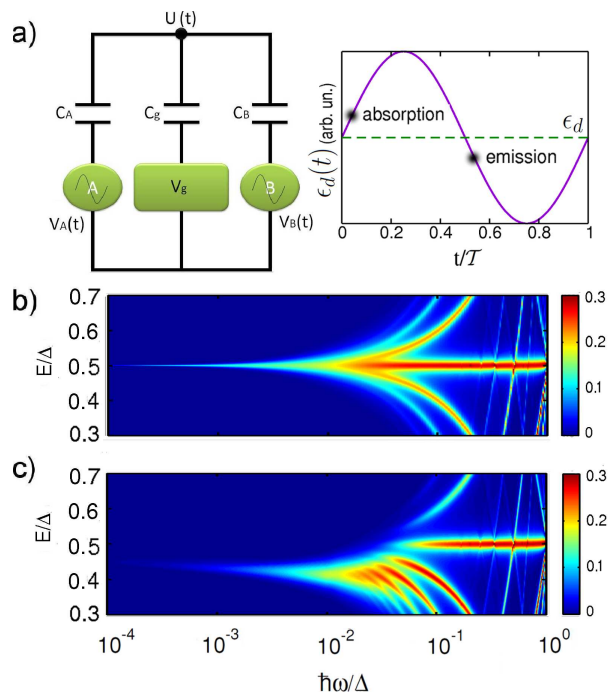 a)
U(t)
C_A
C_g
C_B
A
V_g
B
V_A(t)
V_B(t)
ϵ_d(t) (arb. un.)
absorption
ϵ_d
emission
0 0.2 0.4 0.6 0.8 1
t/𝒯
b)
E/Δ
0.7
0.6
0.5
0.4
0.3
0.3
0.2
0.1
0
c)
E/Δ
0.7
0.6
0.5
0.4
0.3
0.3
0.2
0.1
0
10^-4 10^-3 10^-2 10^-1 10^0
ħω/Δ